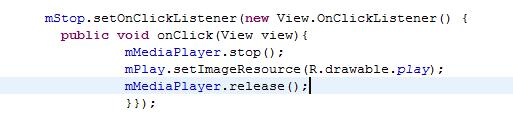 mStop.setOnClickListener(new View.OnClickListener() {
public void onClick(View view){
mMediaPlayer.stop();
mPlay.setImageResource(R.drawable.play);
mMediaPlayer.release();
}});